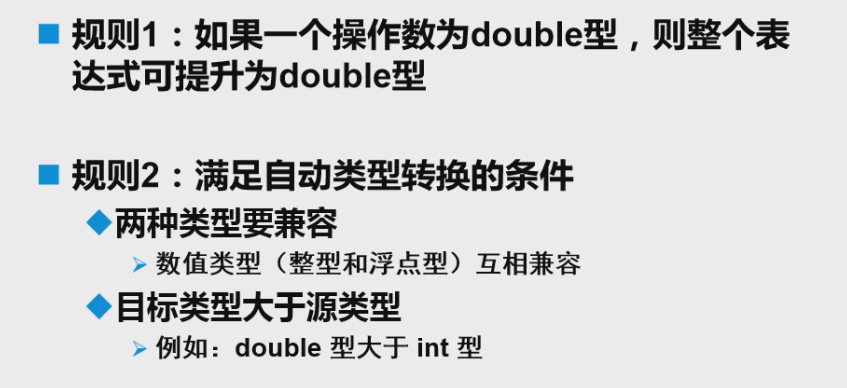 规则1：如果一个操作数为double型，则整个表
达式可提升为double型
规则2：满足自动类型转换的条件
两种类型要兼容
数值类型（整型和浮点型）互相兼容
目标类型大于源类型
例如：double 型大于 int 型